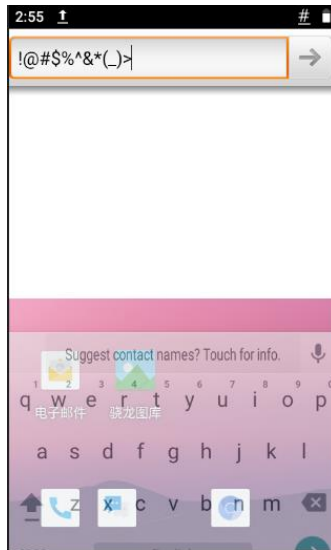 2:55 #
!@#$%^&*(_)>
Suggest contact names? Touch for info.
1 2 3 4 5 6 7 8 9 0
q w e r t y u i o p
电子邮件 骁龙图库
a s d f g h j k l
z x c v b n m